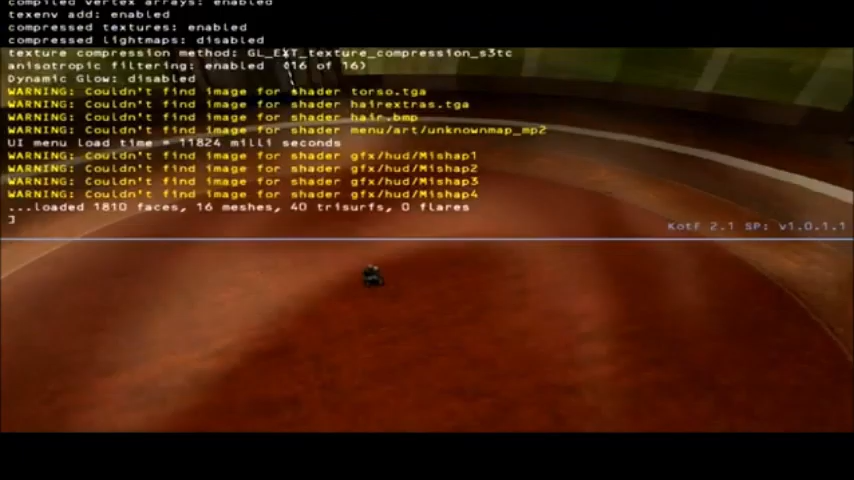 compiled vertex arrays: enabled
texenv add: enabled
compressed textures: enabled
compressed lightmaps: disabled
texture compression method: GL_EXT_texture_compression_s3tc
anisotropic filtering: enabled (16 of 16)
Dynamic Glow: disabled
WARNING: Couldn't find image for shader torso.tga
WARNING: Couldn't find image for shader hairextras.tga
WARNING: Couldn't find image for shader hair.bmp
WARNING: Couldn't find image for shader menu/art/unknownmap_mp2
UI menu load time = 11824 milli seconds
WARNING: Couldn't find image for shader gfx/hud/Mishap1
WARNING: Couldn't find image for shader gfx/hud/Mishap2
WARNING: Couldn't find image for shader gfx/hud/Mishap3
WARNING: Couldn't find image for shader gfx/hud/Mishap4
...loaded 1810 faces, 16 meshes, 40 trisurfs, 0 flares
]
Kotf 2.1 SP: v1.0.1.1